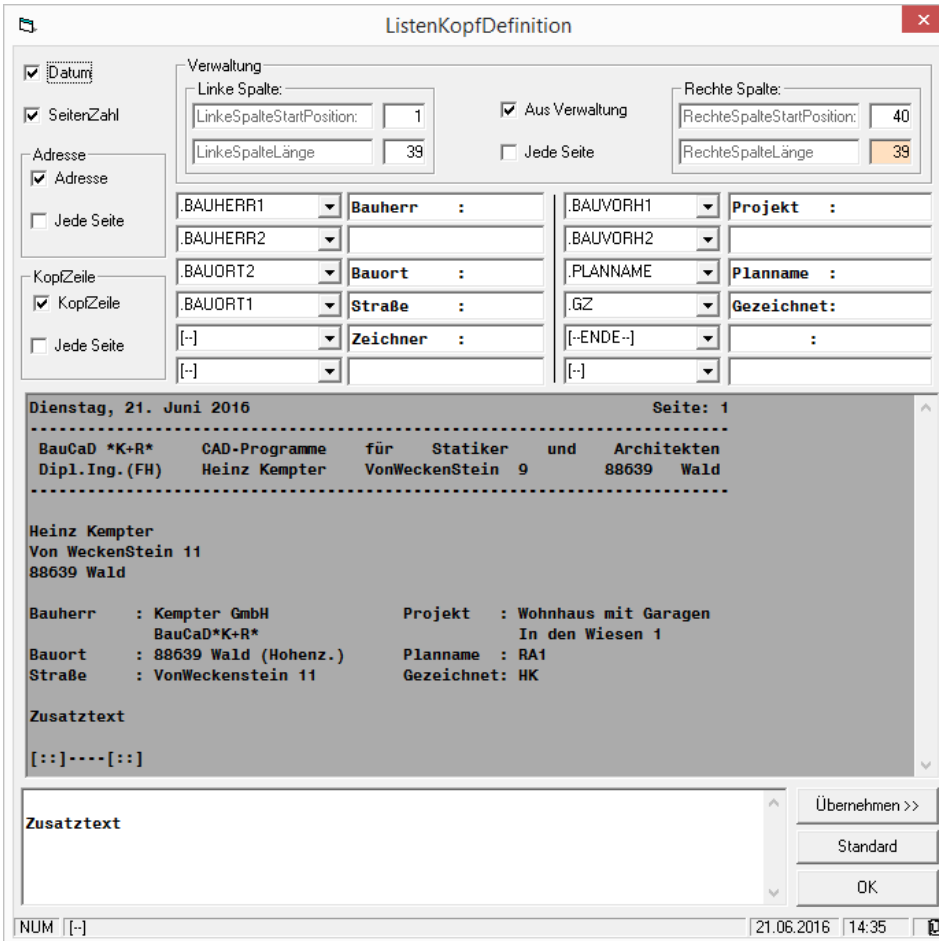 ListenKopfDefinition
Datum
SeitenZahl
Adresse
Adresse
Jede Seite
KopfZeile
KopfZeile
Jede Seite
Verwaltung
Linke Spalte:
LinkeSpalteStartPosition: 1
LinkeSpalteLänge 39
Aus Verwaltung
Jede Seite
Rechte Spalte:
RechteSpalteStartPosition: 40
RechteSpalteLänge 39
.BAUHERR1 Bauherr : .BAUVORH1 Projekt :
.BAUHERR2 .BAUVORH2
.BAUORT2 Bauort : .PLANNAME Planname :
.BAUORT1 Straße : .GZ Gezeichnet:
[--] Zeichner : [--ENDE--] :
[--] [--]
Dienstag, 21. Juni 2016 Seite: 1
-------------------------------------------------------------------------
BauCaD *K+R* CAD-Programme für Statiker und Architekten
Dipl.Ing.(FH) Heinz Kempter VonWeckenStein 9 88639 Wald
-------------------------------------------------------------------------
Heinz Kempter
Von WeckenStein 11
88639 Wald
Bauherr : Kempter GmbH Projekt : Wohnhaus mit Garagen
BauCaD*K+R* In den Wiesen 1
Bauort : 88639 Wald (Hohenz.) Planname : RA1
Straße : VonWeckenstein 11 Gezeichnet: HK
Zusatztext
[::]----[::]
Zusatztext
Übernehmen >>
Standard
OK
NUM [--] 21.06.2016 14:35